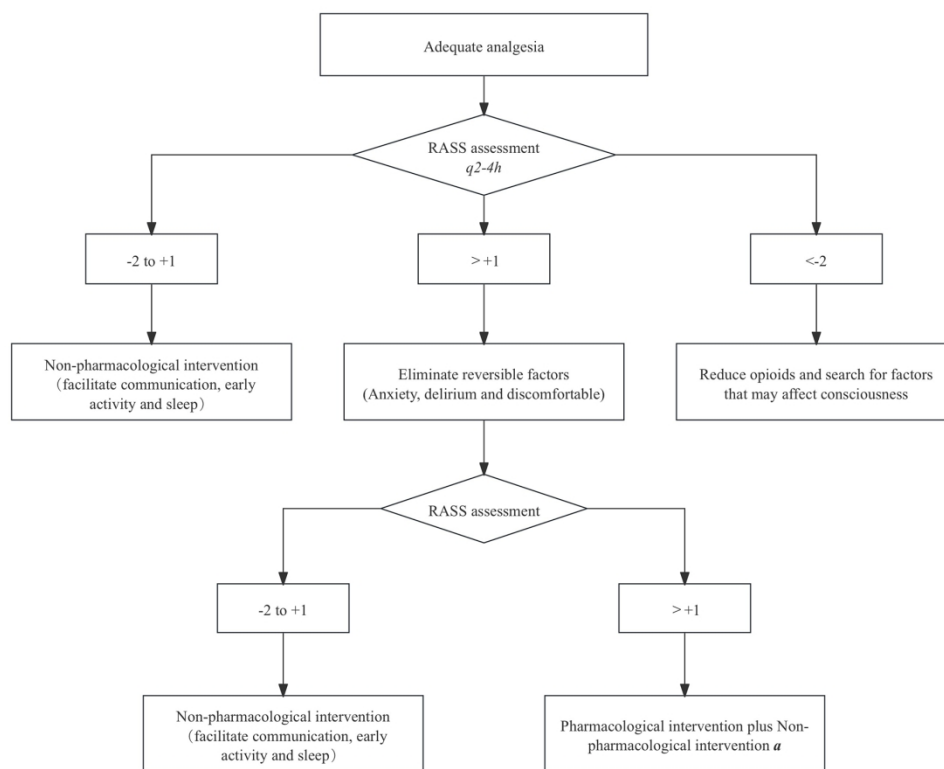 Adequate analgesia
RASS assessment
q2-4h
-2 to +1
>+1
<-2
Non-pharmacological intervention
（facilitate communication, early
activity and sleep）
Eliminate reversible factors
(Anxiety, delirium and discomfortable)
Reduce opioids and search for factors
that may affect consciousness
RASS assessment
-2 to +1
>+1
Non-pharmacological intervention
（facilitate communication, early
activity and sleep）
Pharmacological intervention plus Non-
pharmacological intervention a